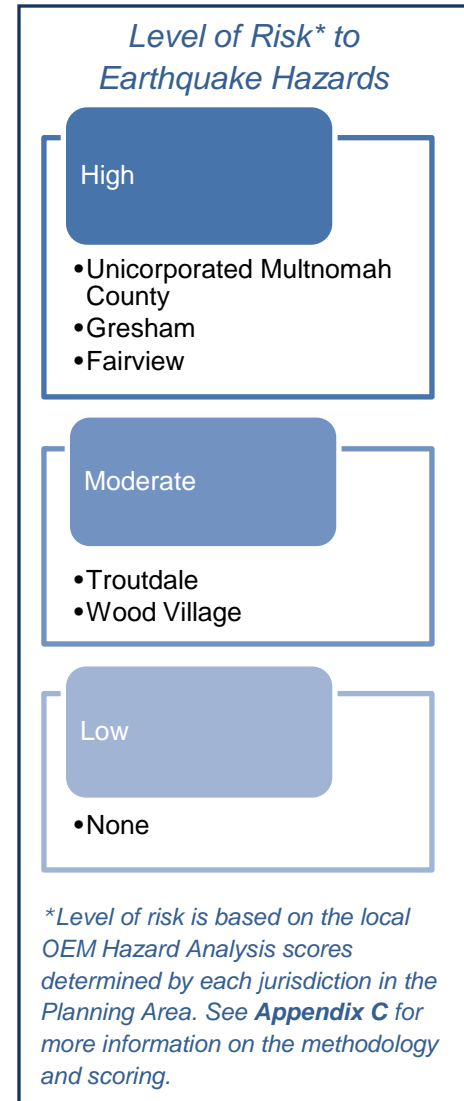 Level of Risk* to
Earthquake Hazards
High
•Unicorporated Multnomah
County
•Gresham
•Fairview
Moderate
•Troutdale
•Wood Village
Low
•None
*Level of risk is based on the local
OEM Hazard Analysis scores
determined by each jurisdiction in the
Planning Area. See Appendix C for
more information on the methodology
and scoring.